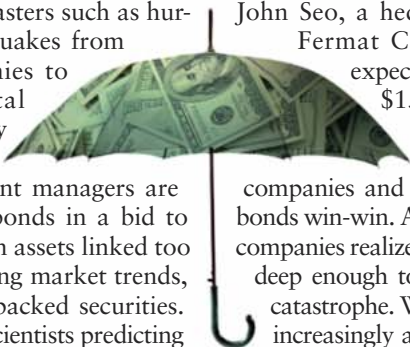 asters such as hur-
quakes from
nies to
tal
y
nt managers are
bonds in a bid to
n assets linked too
ng market trends,
backed securities.
cientists predicting
John Seo, a hed
Fermat C
expec
$1.
companies and
bonds win-win. A
companies realize
deep enough to
catastrophe. W
increasingly a